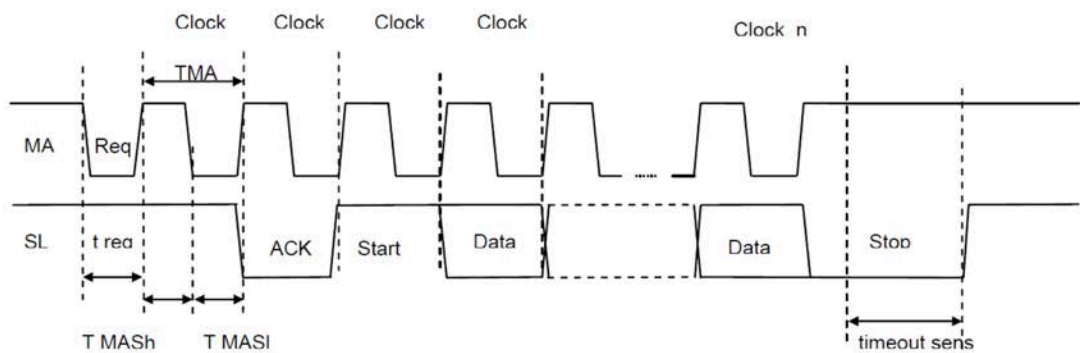 Clock Clock Clock Clock Clock n
TMA
MA Req
SL t req ACK Start Data Data Stop
T MASh T MASl timeout sens